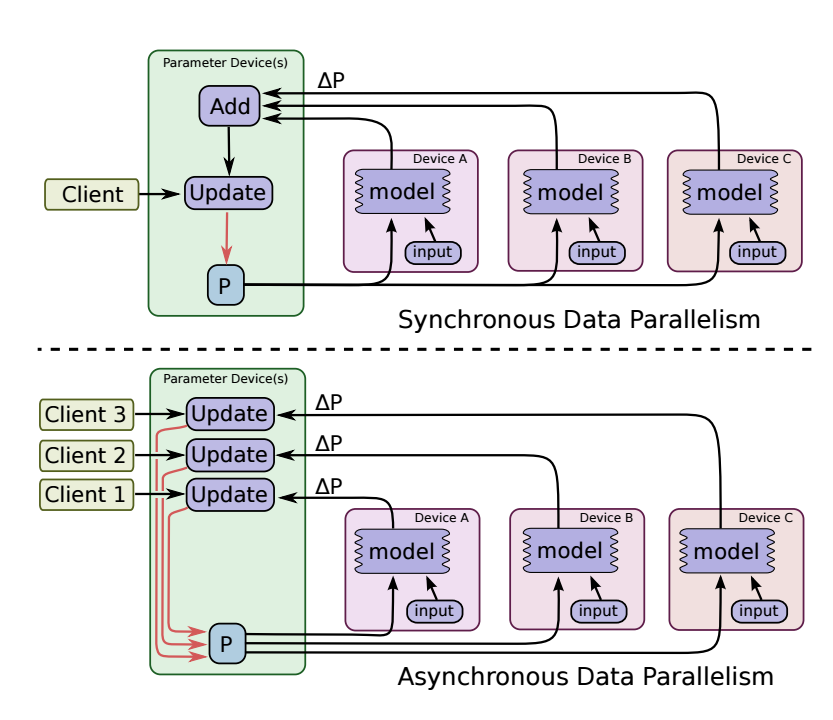 Parameter Device(s)
ΔP
Add
Device A
Device B
Device C
Client
Update
model
model
model
input
input
input
P
Synchronous Data Parallelism
Parameter Device(s)
Client 3
Update
ΔP
Client 2
Update
ΔP
Client 1
Update
ΔP
Device A
Device B
Device C
model
model
model
input
input
input
P
Asynchronous Data Parallelism